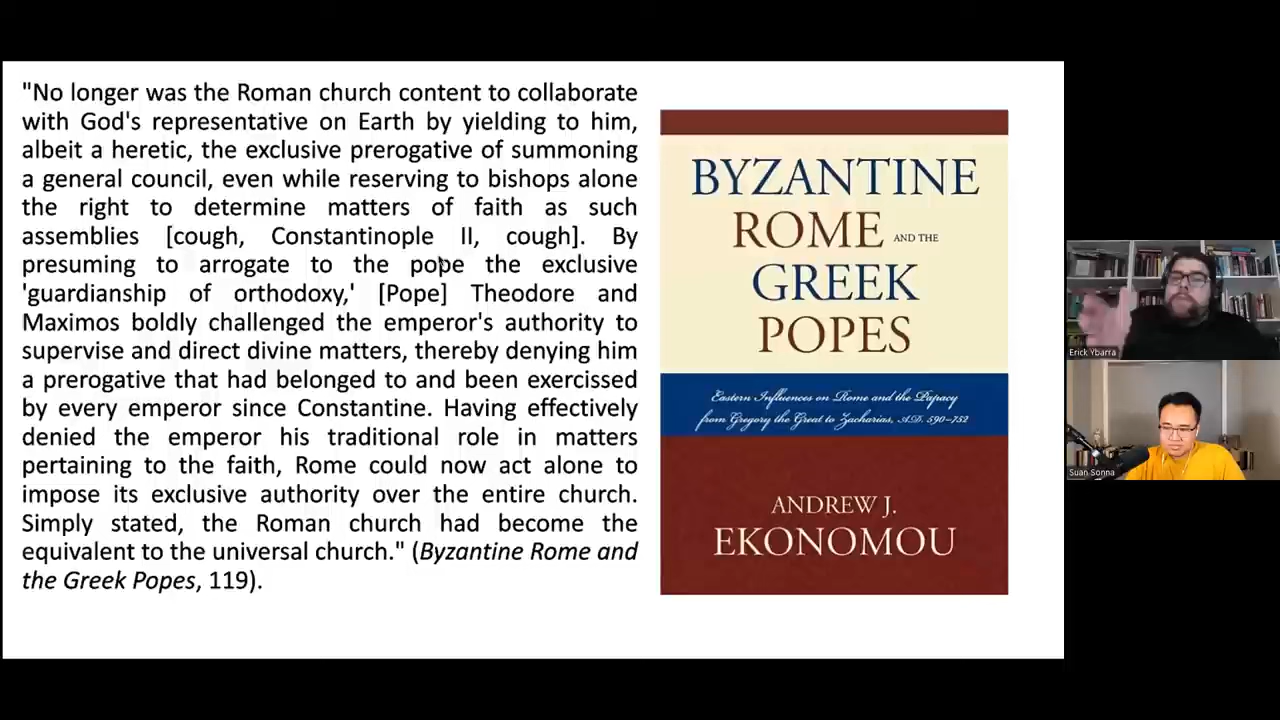 "No longer was the Roman church content to collaborate
with God's representative on Earth by yielding to him,
albeit a heretic, the exclusive prerogative of summoning
a general council, even while reserving to bishops alone
the right to determine matters of faith as such
assemblies [cough, Constantinople II, cough]. By
presuming to arrogate to the pope the exclusive
'guardianship of orthodoxy,' [Pope] Theodore and
Maximos boldly challenged the emperor's authority to
supervise and direct divine matters, thereby denying him
a prerogative that had belonged to and been exercissed
by every emperor since Constantine. Having effectively
denied the emperor his traditional role in matters
pertaining to the faith, Rome could now act alone to
impose its exclusive authority over the entire church.
Simply stated, the Roman church had become the
equivalent to the universal church." (Byzantine Rome and
the Greek Popes, 119).
BYZANTINE
ROME AND THE
GREEK
POPES
Eastern Influences on Rome and the Papacy
from Gregory the Great to Zacharias, A.D. 590–752
ANDREW J.
EKONOMOU
Erick Ybarra
Suan Sonna